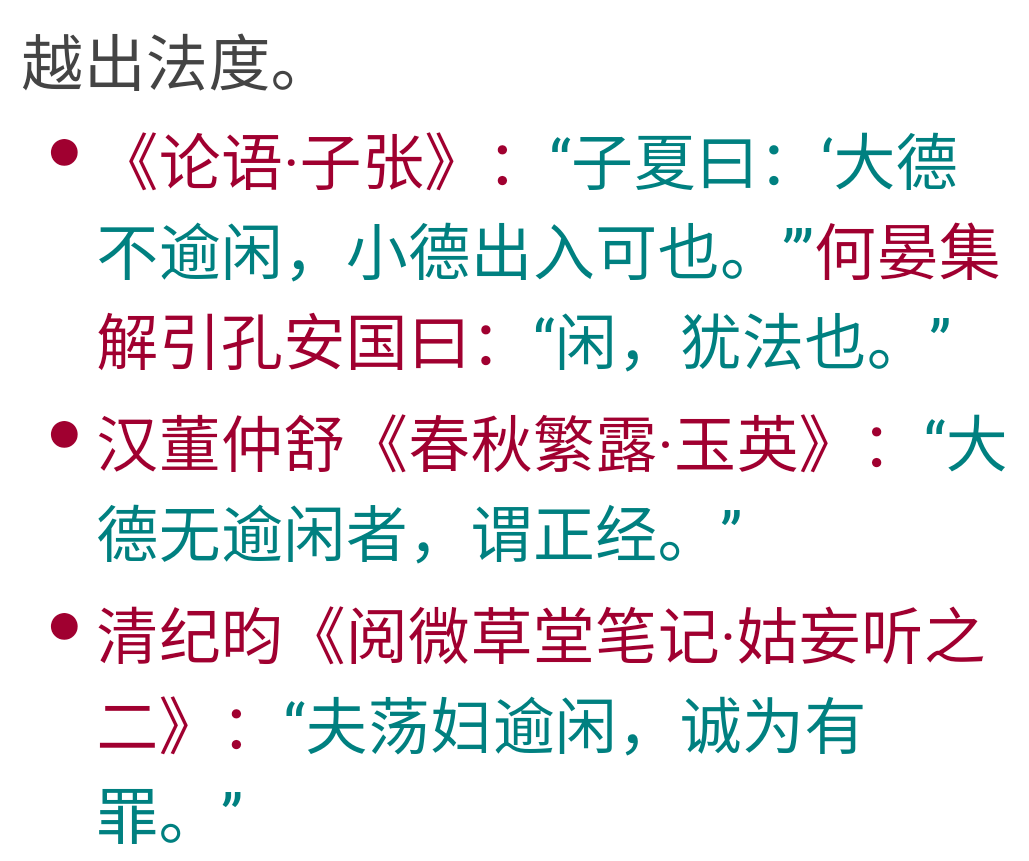 越出法度。
• 《论语·子张》：“子夏曰：‘大德
不逾闲，小德出入可也。’”何晏集
解引孔安国曰：“闲，犹法也。”
• 汉董仲舒《春秋繁露·玉英》：“大
德无逾闲者，谓正经。”
• 清纪昀《阅微草堂笔记·姑妄听之
二》：“夫荡妇逾闲，诚为有
罪。”